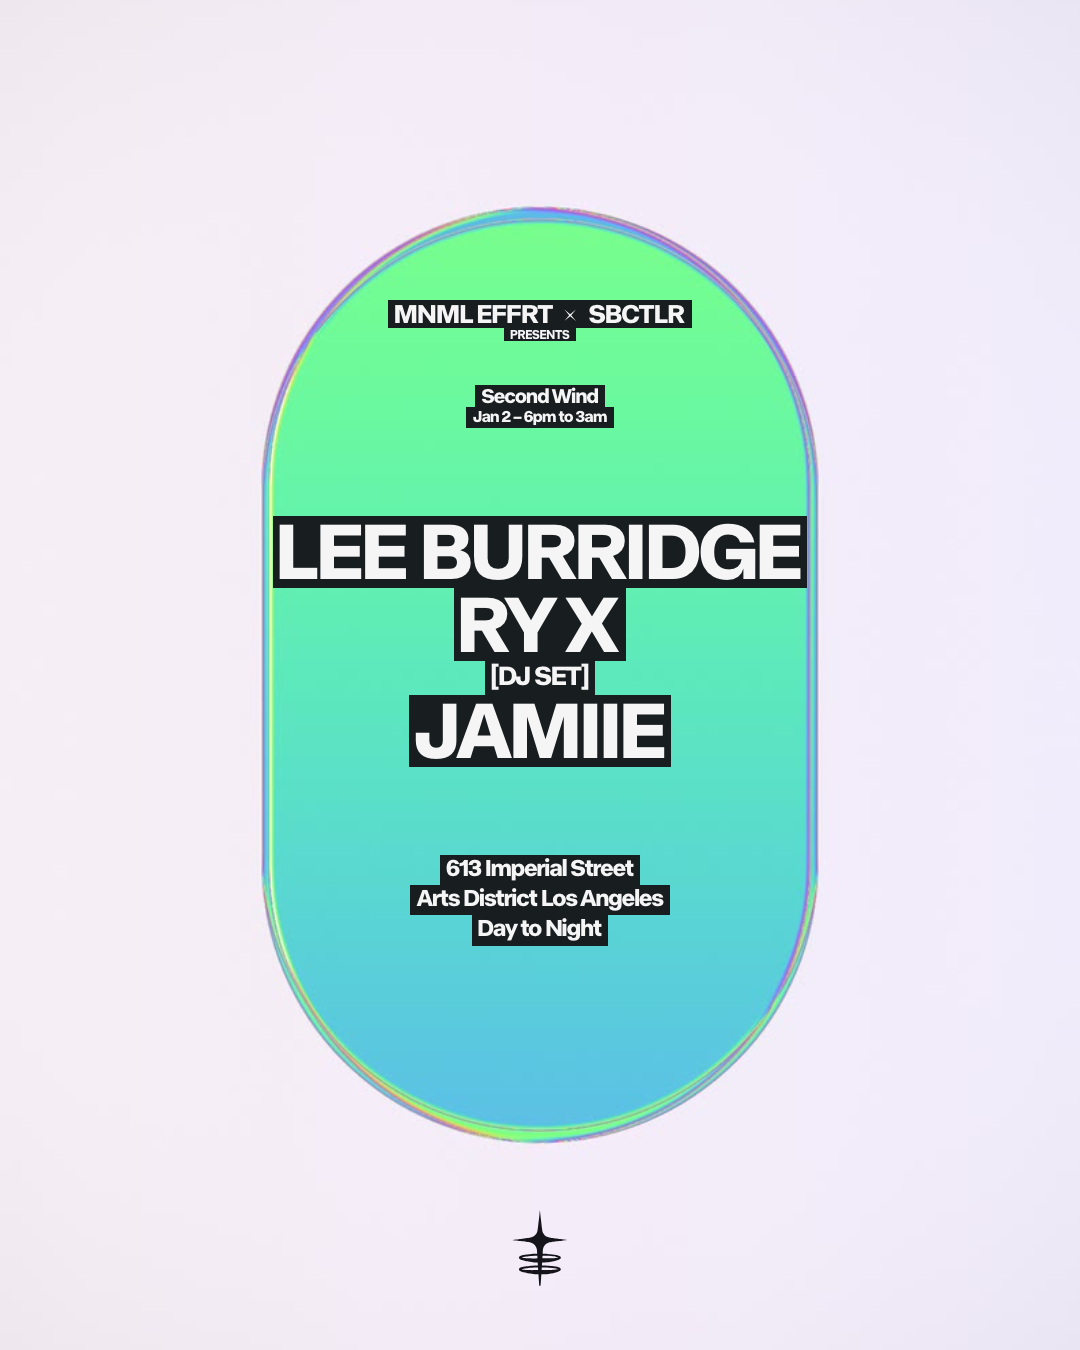 MNML EFFRT × SBCTLR
PRESENTS
Second Wind
Jan 2 – 6pm to 3am
LEE BURRIDGE
RY X
[DJ SET]
JAMIIE
613 Imperial Street
Arts District Los Angeles
Day to Night